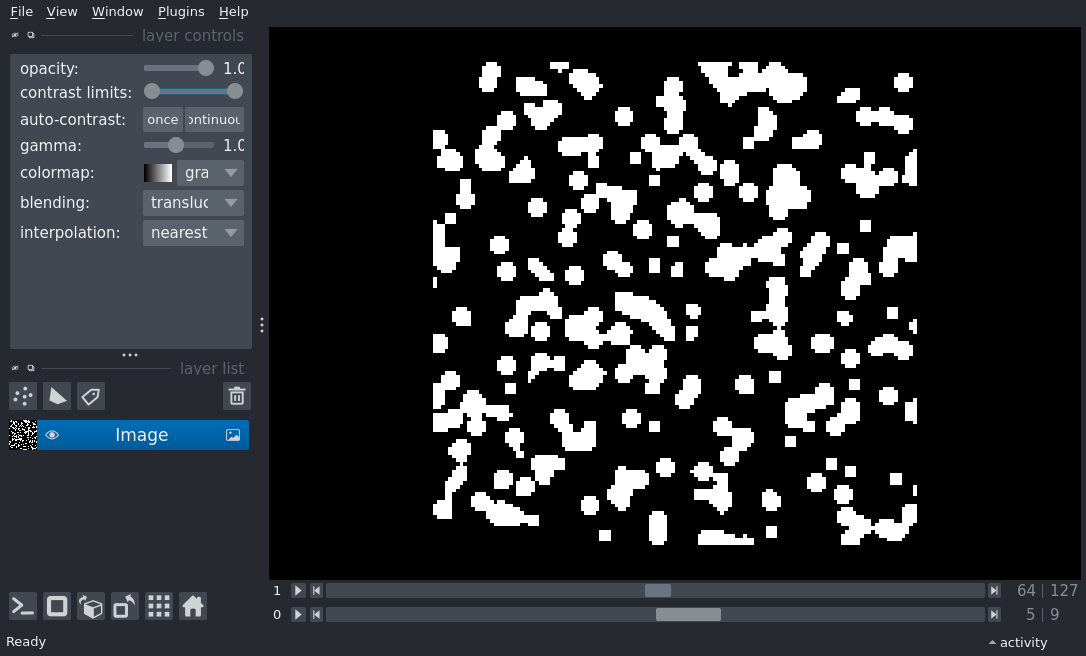 File View Window Plugins Help
layer controls
opacity: 1.0
contrast limits:
auto-contrast: once ontinuou
gamma: 1.0
colormap: gra
blending: transluc
interpolation: nearest
layer list
Image
1 64 | 127
0 5 | 9
Ready activity